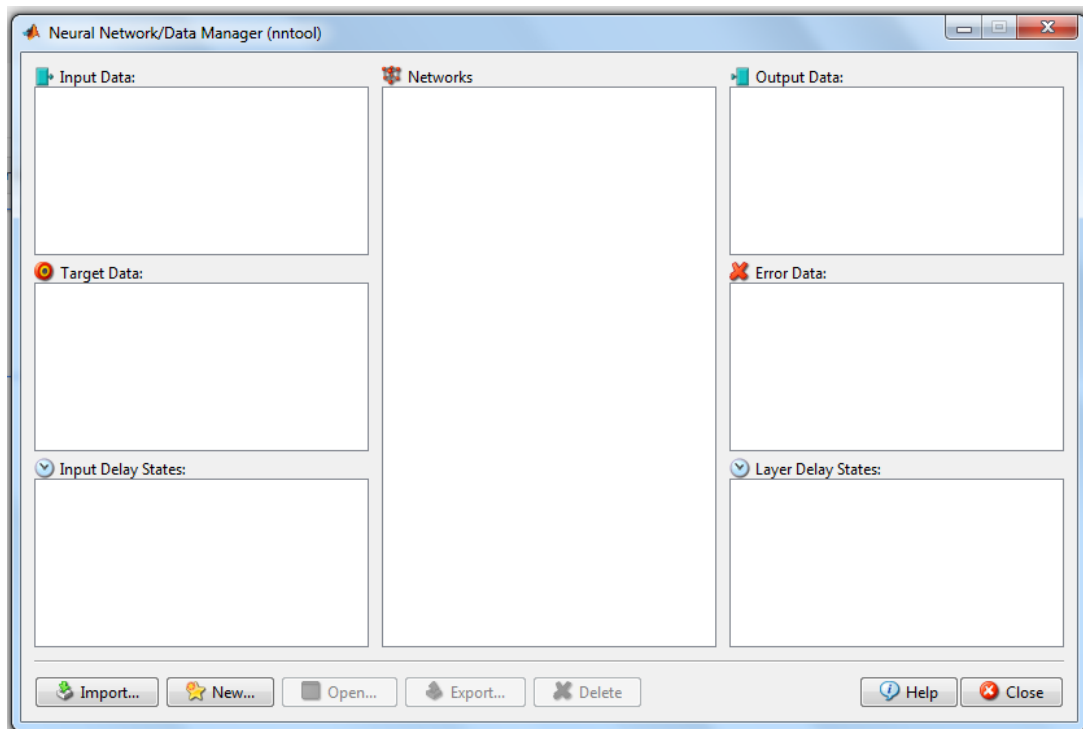 Neural Network/Data Manager (nntool)
Input Data:
Networks
Output Data:
Target Data:
Error Data:
Input Delay States:
Layer Delay States:
Import...
New...
Open...
Export...
Delete
Help
Close